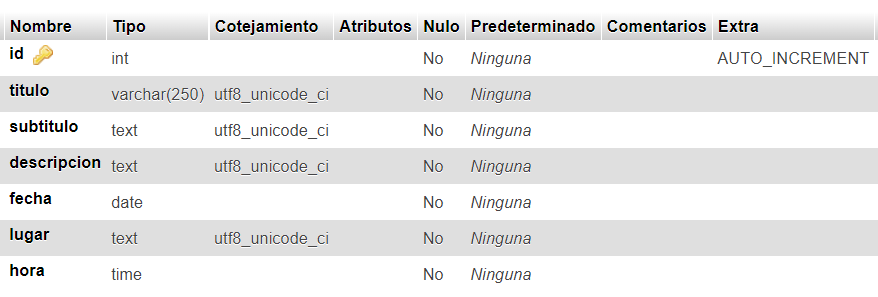 Nombre Tipo Cotejamiento Atributos Nulo Predeterminado Comentarios Extra
id int No Ninguna AUTO_INCREMENT
titulo varchar(250) utf8_unicode_ci No Ninguna
subtitulo text utf8_unicode_ci No Ninguna
descripcion text utf8_unicode_ci No Ninguna
fecha date No Ninguna
lugar text utf8_unicode_ci No Ninguna
hora time No Ninguna